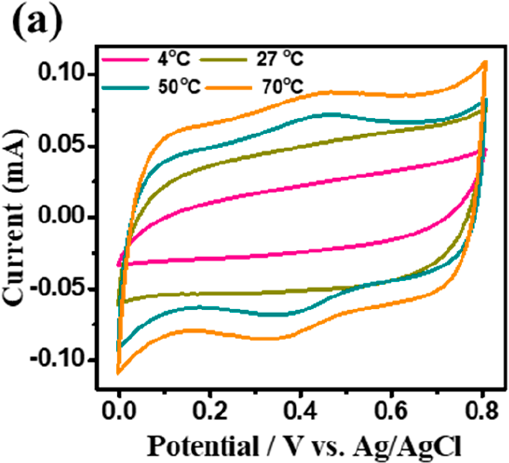 (a)
4°C 27 °C
50°C 70°C
0.10
0.05
0.00
-0.05
-0.10
Current (mA)
0.0 0.2 0.4 0.6 0.8
Potential / V vs. Ag/AgCl